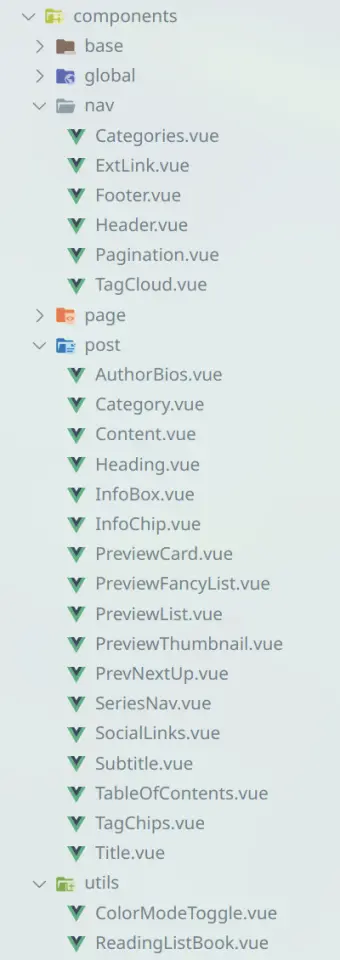 components
base
global
nav
Categories.vue
ExtLink.vue
Footer.vue
Header.vue
Pagination.vue
TagCloud.vue
page
post
AuthorBios.vue
Category.vue
Content.vue
Heading.vue
InfoBox.vue
InfoChip.vue
PreviewCard.vue
PreviewFancyList.vue
PreviewList.vue
PreviewThumbnail.vue
PrevNextUp.vue
SeriesNav.vue
SocialLinks.vue
Subtitle.vue
TableOfContents.vue
TagChips.vue
Title.vue
utils
ColorModeToggle.vue
ReadingListBook.vue